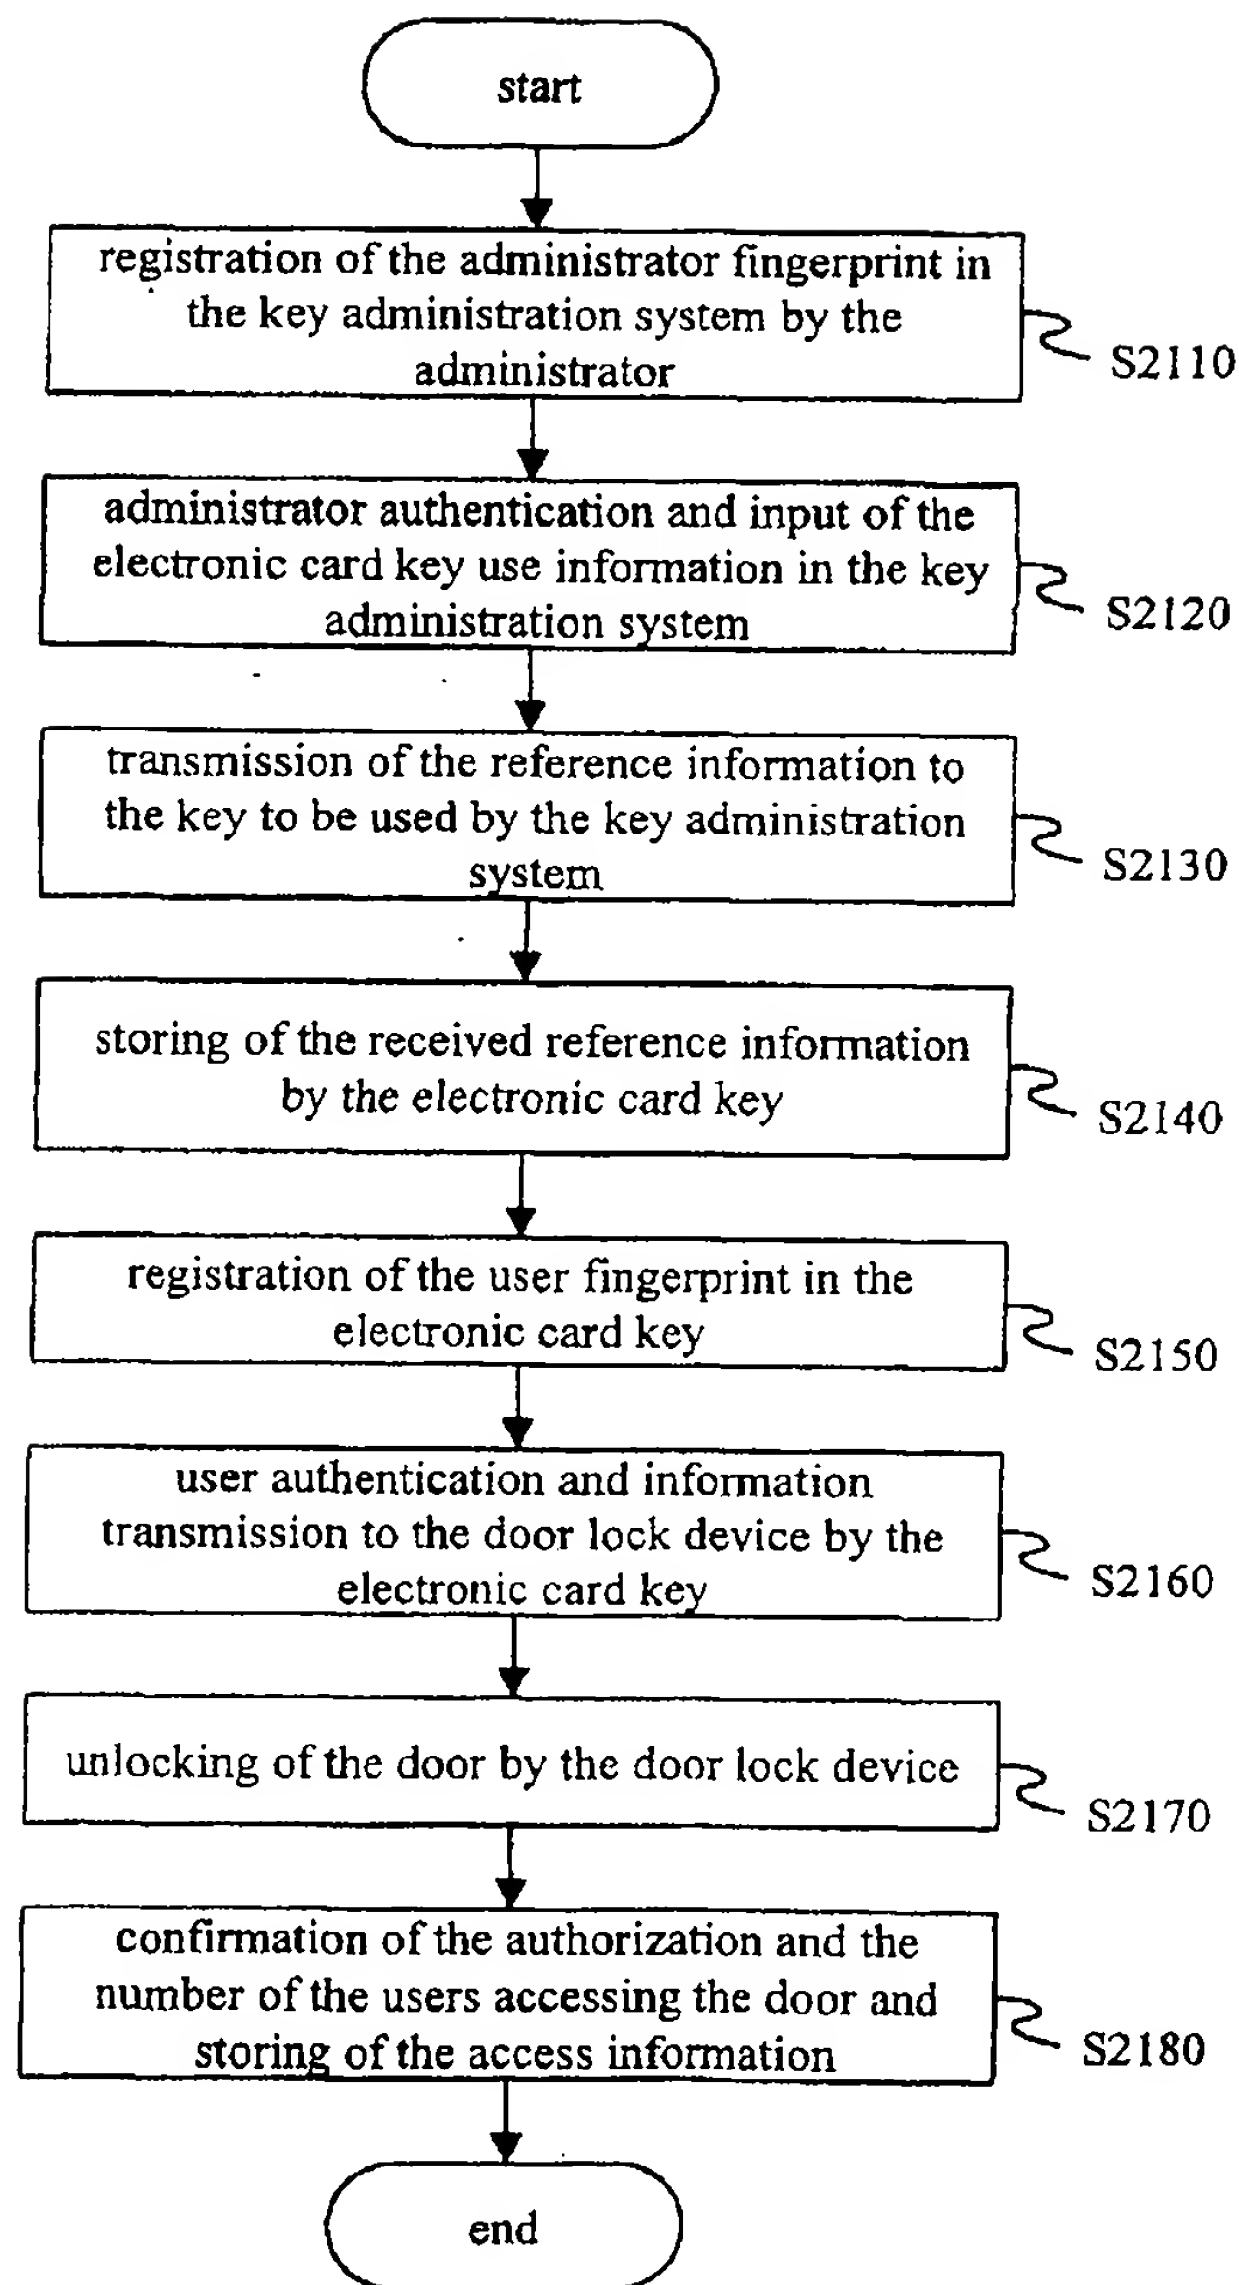 start
registration of the administrator fingerprint in
the key administration system by the
administrator
S2110
administrator authentication and input of the
electronic card key use information in the key
administration system
S2120
transmission of the reference information to
the key to be used by the key administration
system
S2130
storing of the received reference information
by the electronic card key
S2140
registration of the user fingerprint in the
electronic card key
S2150
user authentication and information
transmission to the door lock device by the
electronic card key
S2160
unlocking of the door by the door lock device
S2170
confirmation of the authorization and the
number of the users accessing the door and
storing of the access information
S2180
end